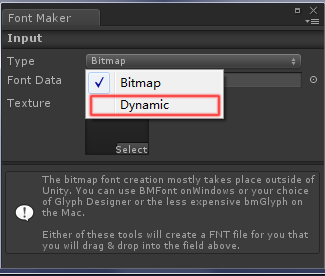 Font Maker
Input
Type Bitmap
Font Data
Bitmap
Dynamic
Texture
Select
The bitmap font creation mostly takes place outside of
Unity. You can use BMFont onWindows or your choice
of Glyph Designer or the less expensive bmGlyph on
the Mac.
Either of these tools will create a FNT file for you that
you will drag & drop into the field above.